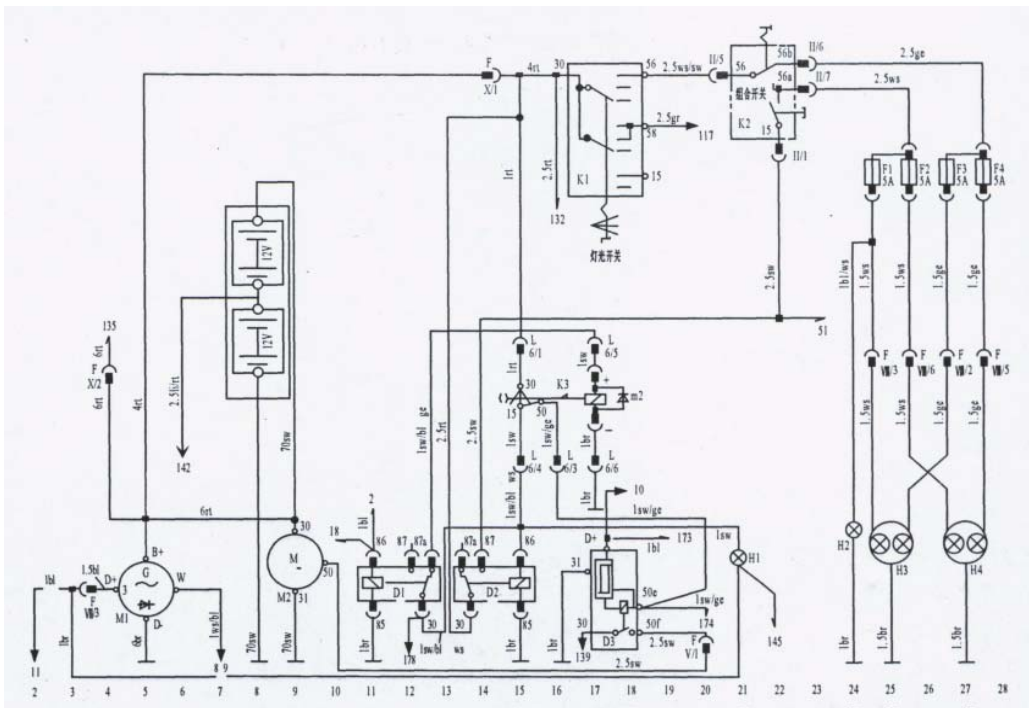 4rt
F
X/1
4rt
30
K1
56
2.5ws/sw
II/5
56
56b
II/6
2.5ge
56a
II/7
2.5ws
组合开关
K2
15
II/1
58
2.5gr
117
15
2.5rt
132
灯光开关
1rt
F1
5A
F2
5A
F3
5A
F4
5A
12V
12V
135
6rt
F
X/2
6rt
4rt
142
70sw
2.5sw
51
1bl/ws
1.5ws
1.5ws
1.5ge
1.5ge
L
6/1
L
6/5
1rt
1sw
30
K3
+
m2
15
50
-
1sw/bl
ge
2.5rt
2.5sw
1sw
1sw/ge
1br
L
6/4
L
6/3
L
6/6
ws
1sw/bl
1br
F
VⅢ/3
F
VⅢ/6
F
VⅢ/2
F
VⅢ/5
1.5ws
1.5ws
1.5ge
1.5ge
6rt
30
M
M2
31
50
18
2
1bl
86
87
87a
87a
87
86
D1
D2
85
30
30
85
10
1sw/ge
D+
173
1bl
1sw
31
50e
1sw/ge
174
30
50f
D3
139
2.5sw
F
V/1
H1
145
H2
H3
H4
B+
G
W
3
D+
M1
D-
1bl
1.5bl
F
1br
6br
1ws/bl
11
8
9
70sw
70sw
1br
178
1sw/bl
ws
1br
1br
2.5sw
1br
1.5br
1.5br
2 3 4 5 6 7 8 9 10 11 12 13 14 15 16 17 18 19 20 21 22 23 24 25 26 27 28